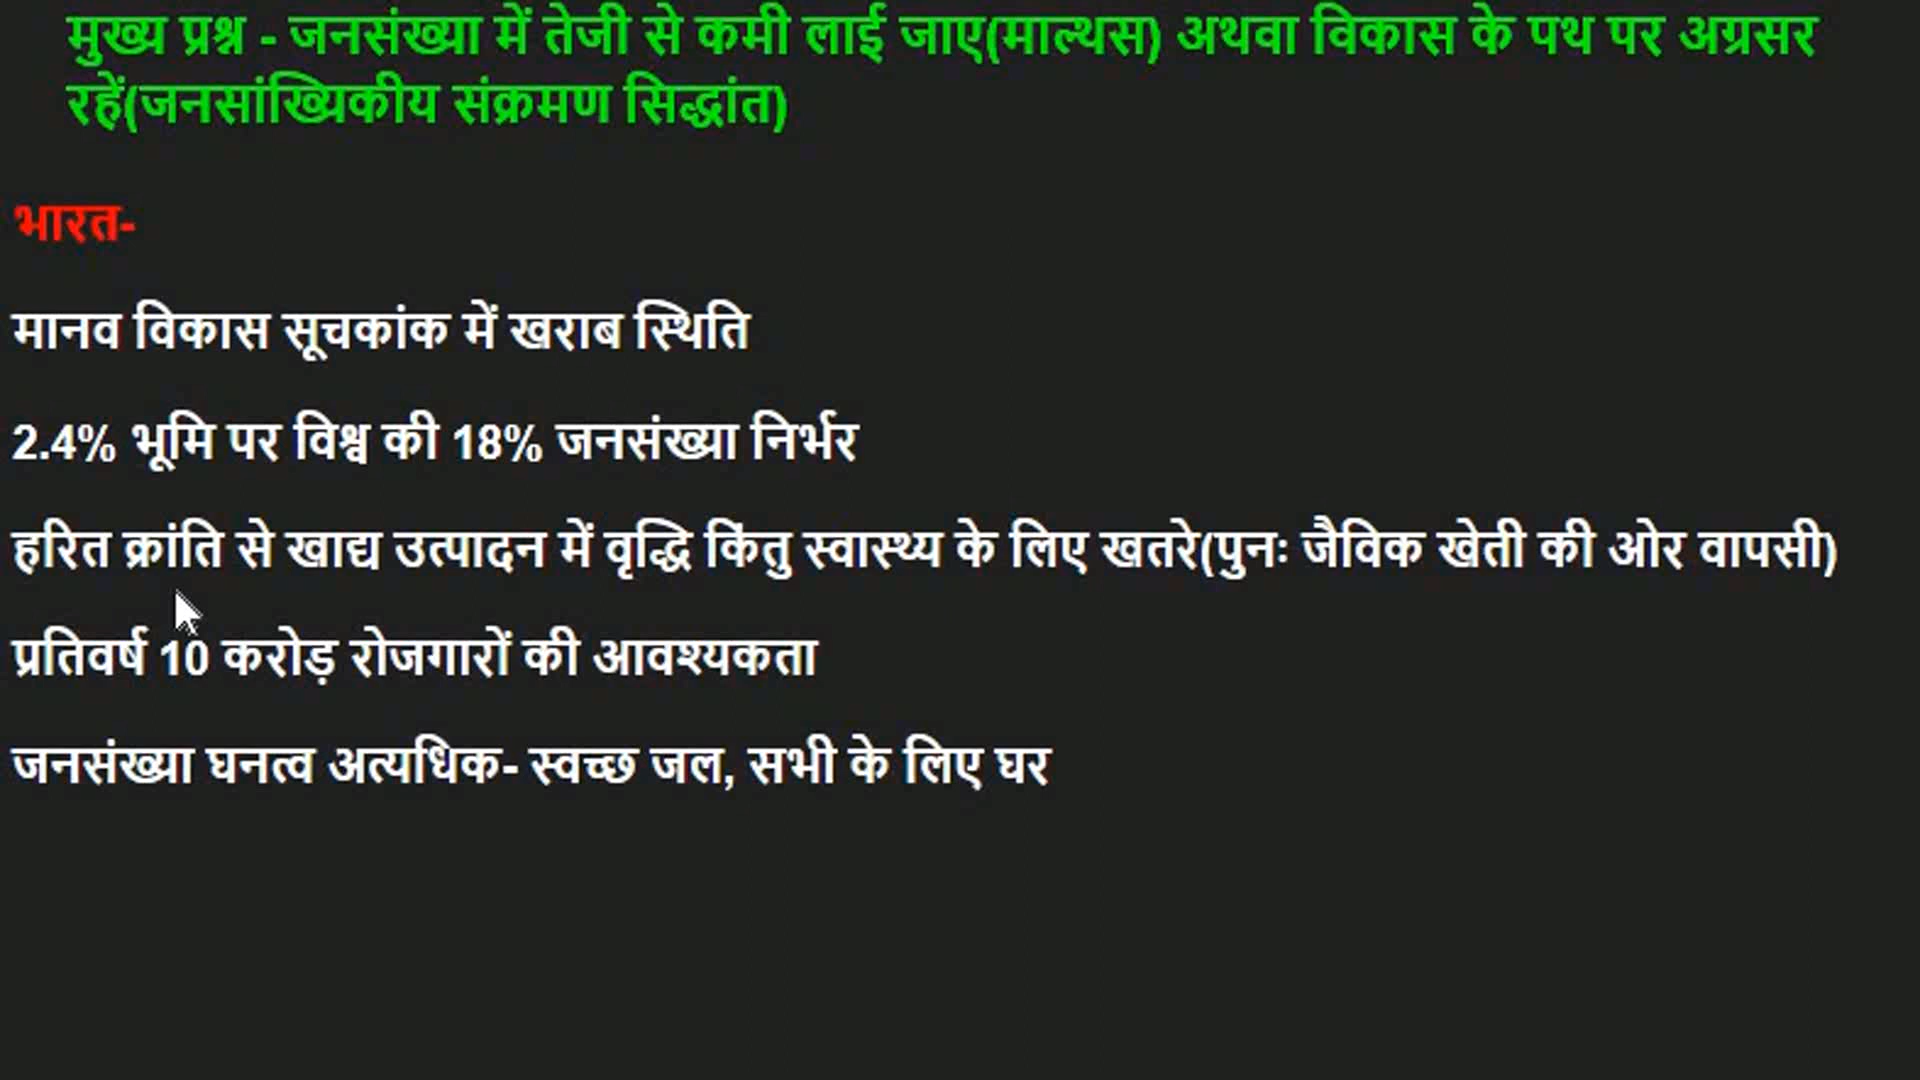 मुख्य प्रश्न - जनसंख्या में तेजी से कमी लाई जाए(माल्थस) अथवा विकास के पथ पर अग्रसर
रहें(जनसांख्यिकीय संक्रमण सिद्धांत)
भारत-
मानव विकास सूचकांक में खराब स्थिति
2.4% भूमि पर विश्व की 18% जनसंख्या निर्भर
हरित क्रांति से खाद्य उत्पादन में वृद्धि किंतु स्वास्थ्य के लिए खतरे(पुनः जैविक खेती की ओर वापसी)
प्रतिवर्ष 10 करोड़ रोजगारों की आवश्यकता
जनसंख्या घनत्व अत्यधिक- स्वच्छ जल, सभी के लिए घर